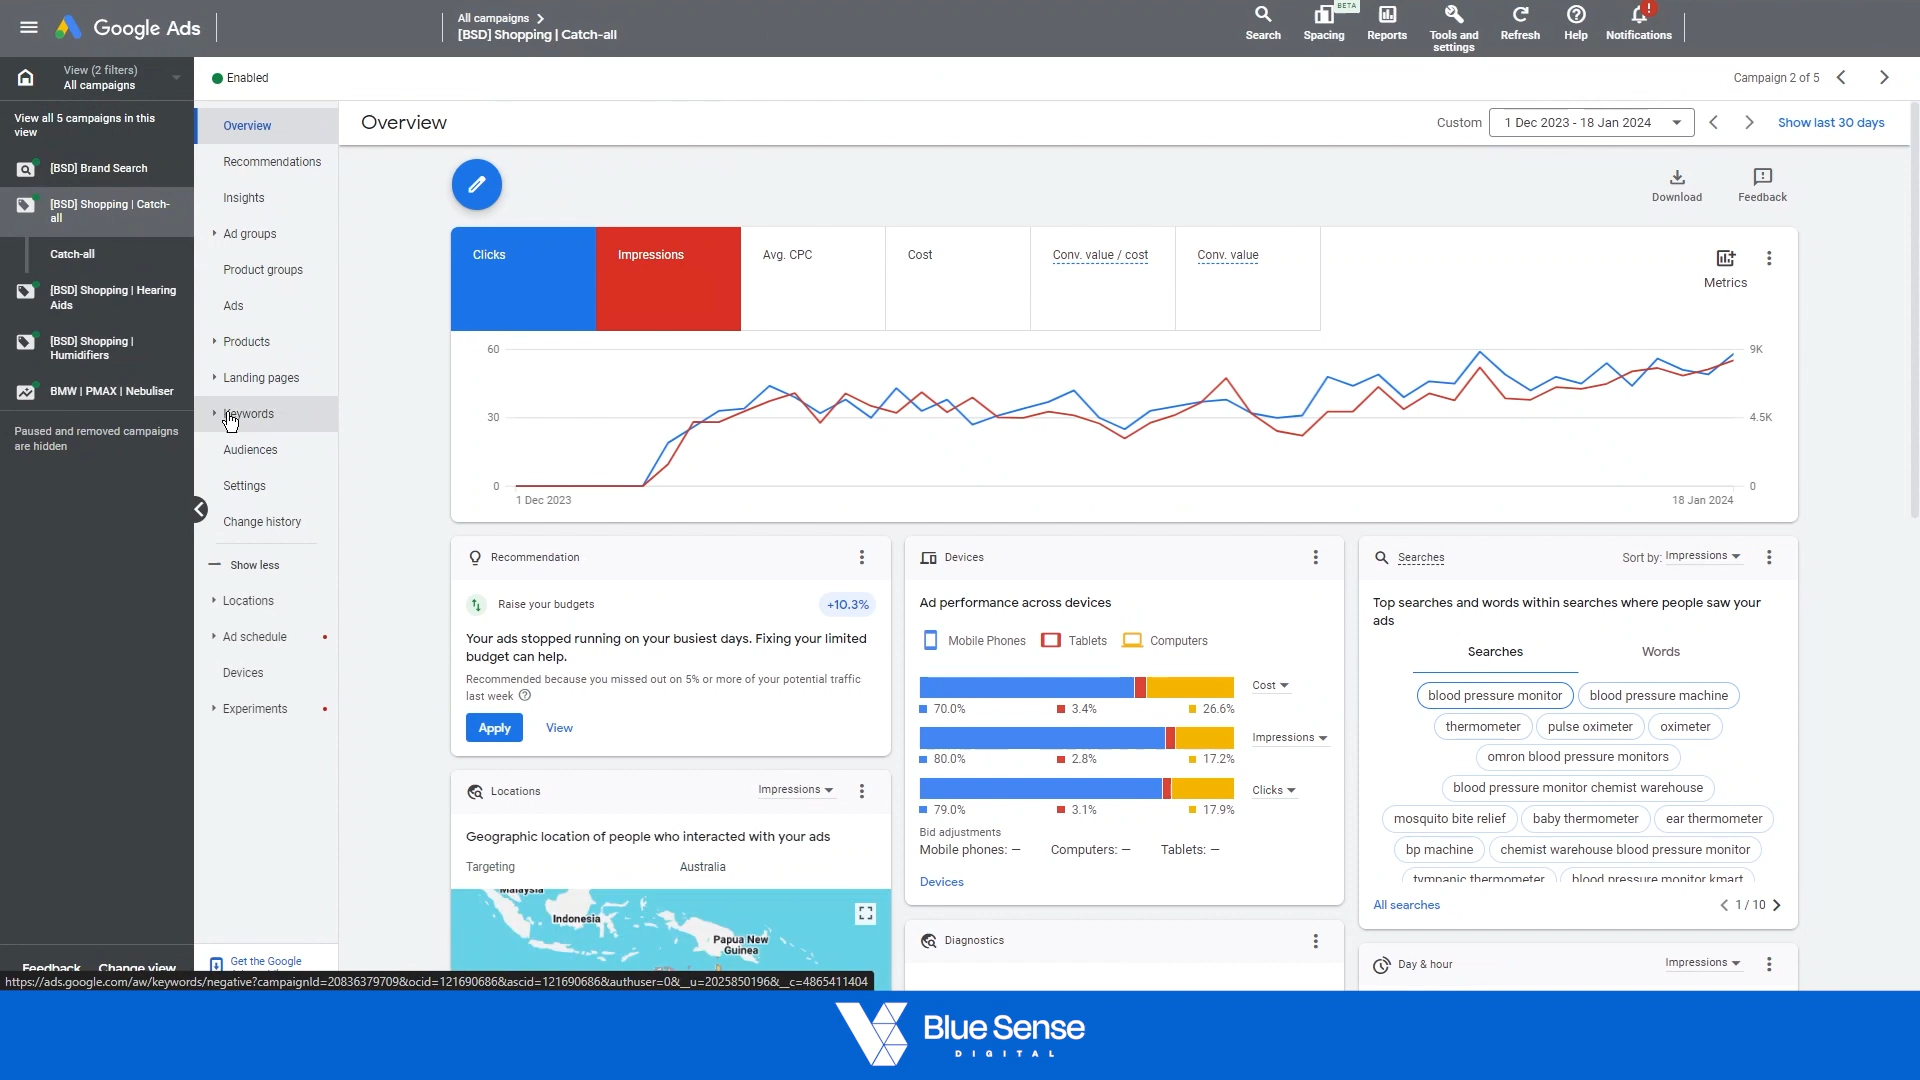 Google Ads
All campaigns
[BSD] Shopping | Catch-all
Search
Spacing
BETA
Reports
Tools and settings
Refresh
Help
!
Notifications
View (2 filters)
All campaigns
Enabled
Campaign 2 of 5
View all 5 campaigns in this view
[BSD] Brand Search
[BSD] Shopping | Catch-all
Catch-all
[BSD] Shopping | Hearing Aids
[BSD] Shopping | Humidifiers
BMW | PMAX | Nebuliser
Paused and removed campaigns are hidden
Feedback
Change view
Overview
Recommendations
Insights
Ad groups
Product groups
Ads
Products
Landing pages
Keywords
Audiences
Settings
Change history
Show less
Locations
Ad schedule
Devices
Experiments
Get the Google
Overview
Custom
1 Dec 2023 - 18 Jan 2024
Show last 30 days
Download
Feedback
Clicks
Impressions
Avg. CPC
Cost
Conv. value / cost
Conv. value
Metrics
60
30
0
9K
4.5K
0
1 Dec 2023
18 Jan 2024
Recommendation
Raise your budgets
+10.3%
Your ads stopped running on your busiest days. Fixing your limited
budget can help.
Recommended because you missed out on 5% or more of your potential traffic
last week
Apply
View
Locations
Impressions
Geographic location of people who interacted with your ads
Targeting
Australia
Malaysia
Indonesia
Papua New
Guinea
Devices
Ad performance across devices
Mobile Phones
Tablets
Computers
Cost
70.0%
3.4%
26.6%
Impressions
80.0%
2.8%
17.2%
Clicks
79.0%
3.1%
17.9%
Bid adjustments
Mobile phones: —
Computers: —
Tablets: —
Devices
Diagnostics
Searches
Sort by: Impressions
Top searches and words within searches where people saw your
ads
Searches
Words
blood pressure monitor
blood pressure machine
thermometer
pulse oximeter
oximeter
omron blood pressure monitors
blood pressure monitor chemist warehouse
mosquito bite relief
baby thermometer
ear thermometer
bp machine
chemist warehouse blood pressure monitor
tympanic thermometer
blood pressure monitor kmart
All searches
1 / 10
Day & hour
Impressions
https://ads.google.com/aw/keywords/negative?campaignId=20836379709&ocid=121690686&ascid=121690686&authuser=0&__u=2025850196&__c=4865411404
Blue Sense
DIGITAL